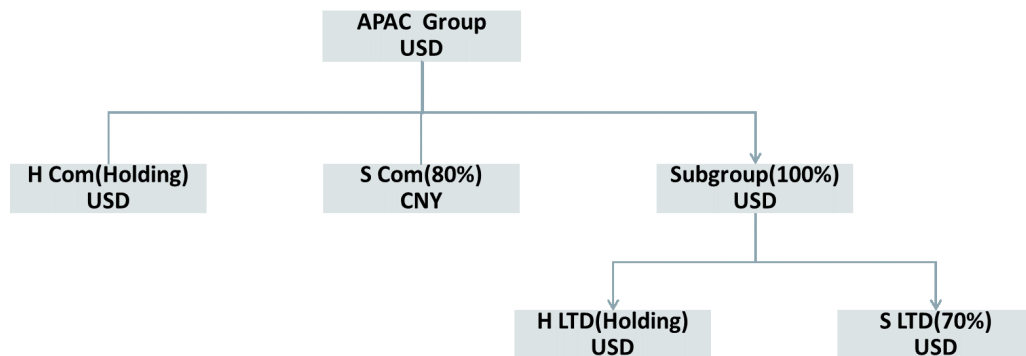 APAC Group
USD
H Com(Holding)
USD
S Com(80%)
CNY
Subgroup(100%)
USD
H LTD(Holding)
USD
S LTD(70%)
USD